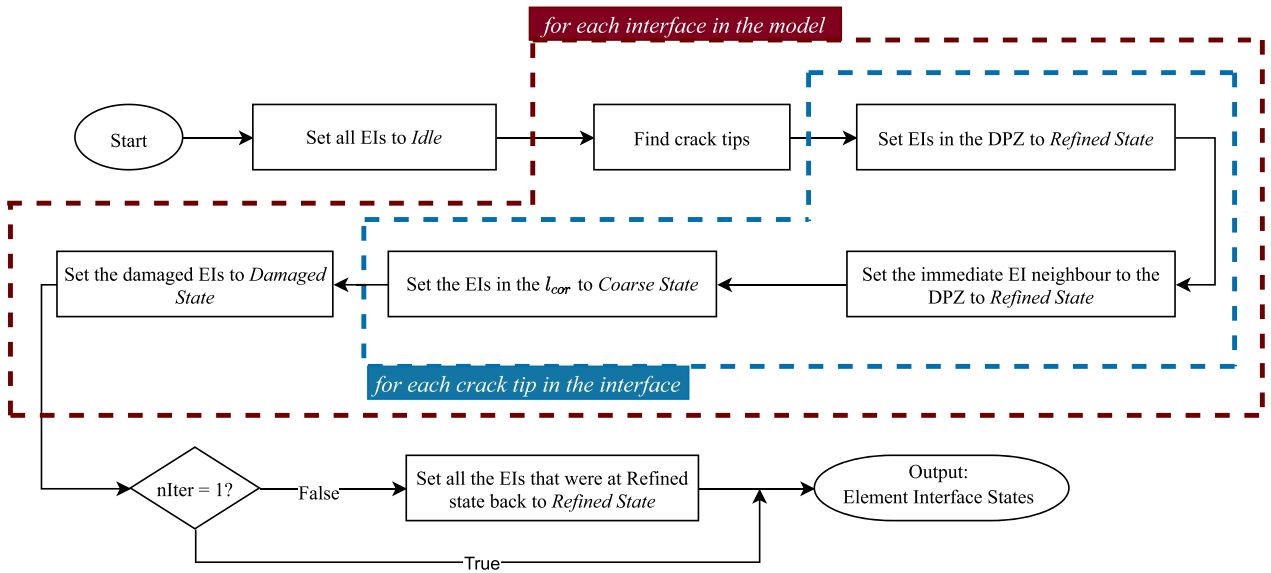 for each interface in the model
Start
Set all EIs to Idle
Find crack tips
Set EIs in the DPZ to Refined State
Set the damaged EIs to Damaged
State
Set the EIs in the lcor to Coarse State
Set the immediate EI neighbour to the
DPZ to Refined State
for each crack tip in the interface
nIter = 1?
False
Set all the EIs that were at Refined
state back to Refined State
Output:
Element Interface States
True